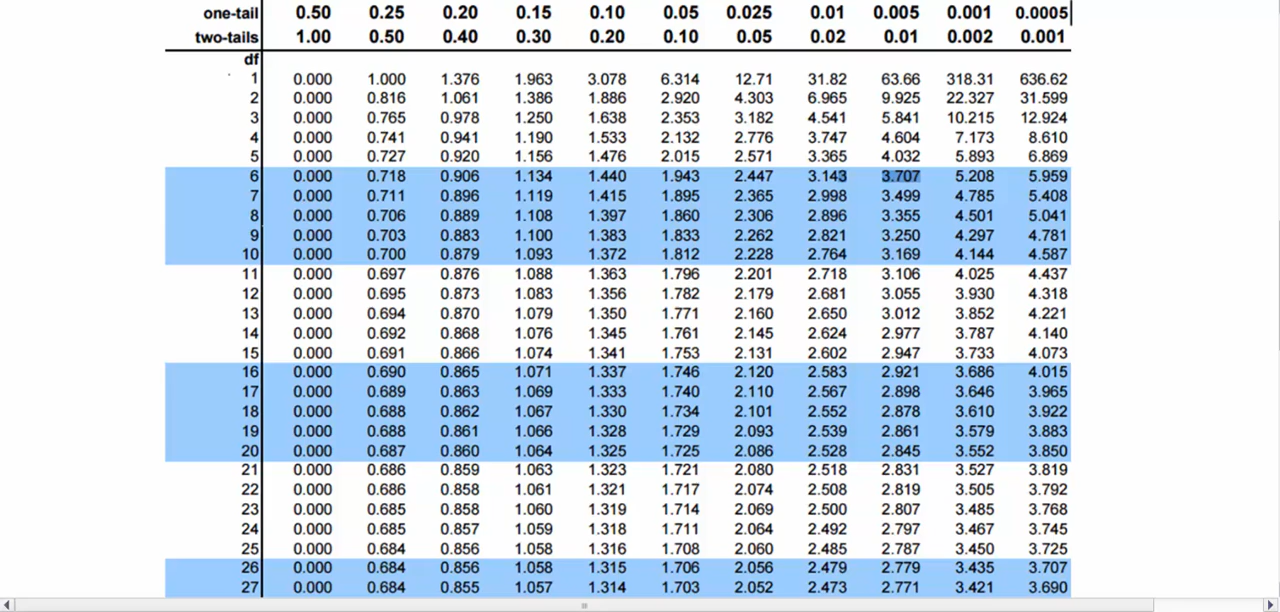 one-tail 0.50 0.25 0.20 0.15 0.10 0.05 0.025 0.01 0.005 0.001 0.0005
two-tails 1.00 0.50 0.40 0.30 0.20 0.10 0.05 0.02 0.01 0.002 0.001
df
1 0.000 1.000 1.376 1.963 3.078 6.314 12.71 31.82 63.66 318.31 636.62
2 0.000 0.816 1.061 1.386 1.886 2.920 4.303 6.965 9.925 22.327 31.599
3 0.000 0.765 0.978 1.250 1.638 2.353 3.182 4.541 5.841 10.215 12.924
4 0.000 0.741 0.941 1.190 1.533 2.132 2.776 3.747 4.604 7.173 8.610
5 0.000 0.727 0.920 1.156 1.476 2.015 2.571 3.365 4.032 5.893 6.869
6 0.000 0.718 0.906 1.134 1.440 1.943 2.447 3.143 3.707 5.208 5.959
7 0.000 0.711 0.896 1.119 1.415 1.895 2.365 2.998 3.499 4.785 5.408
8 0.000 0.706 0.889 1.108 1.397 1.860 2.306 2.896 3.355 4.501 5.041
9 0.000 0.703 0.883 1.100 1.383 1.833 2.262 2.821 3.250 4.297 4.781
10 0.000 0.700 0.879 1.093 1.372 1.812 2.228 2.764 3.169 4.144 4.587
11 0.000 0.697 0.876 1.088 1.363 1.796 2.201 2.718 3.106 4.025 4.437
12 0.000 0.695 0.873 1.083 1.356 1.782 2.179 2.681 3.055 3.930 4.318
13 0.000 0.694 0.870 1.079 1.350 1.771 2.160 2.650 3.012 3.852 4.221
14 0.000 0.692 0.868 1.076 1.345 1.761 2.145 2.624 2.977 3.787 4.140
15 0.000 0.691 0.866 1.074 1.341 1.753 2.131 2.602 2.947 3.733 4.073
16 0.000 0.690 0.865 1.071 1.337 1.746 2.120 2.583 2.921 3.686 4.015
17 0.000 0.689 0.863 1.069 1.333 1.740 2.110 2.567 2.898 3.646 3.965
18 0.000 0.688 0.862 1.067 1.330 1.734 2.101 2.552 2.878 3.610 3.922
19 0.000 0.688 0.861 1.066 1.328 1.729 2.093 2.539 2.861 3.579 3.883
20 0.000 0.687 0.860 1.064 1.325 1.725 2.086 2.528 2.845 3.552 3.850
21 0.000 0.686 0.859 1.063 1.323 1.721 2.080 2.518 2.831 3.527 3.819
22 0.000 0.686 0.858 1.061 1.321 1.717 2.074 2.508 2.819 3.505 3.792
23 0.000 0.685 0.858 1.060 1.319 1.714 2.069 2.500 2.807 3.485 3.768
24 0.000 0.685 0.857 1.059 1.318 1.711 2.064 2.492 2.797 3.467 3.745
25 0.000 0.684 0.856 1.058 1.316 1.708 2.060 2.485 2.787 3.450 3.725
26 0.000 0.684 0.856 1.058 1.315 1.706 2.056 2.479 2.779 3.435 3.707
27 0.000 0.684 0.855 1.057 1.314 1.703 2.052 2.473 2.771 3.421 3.690